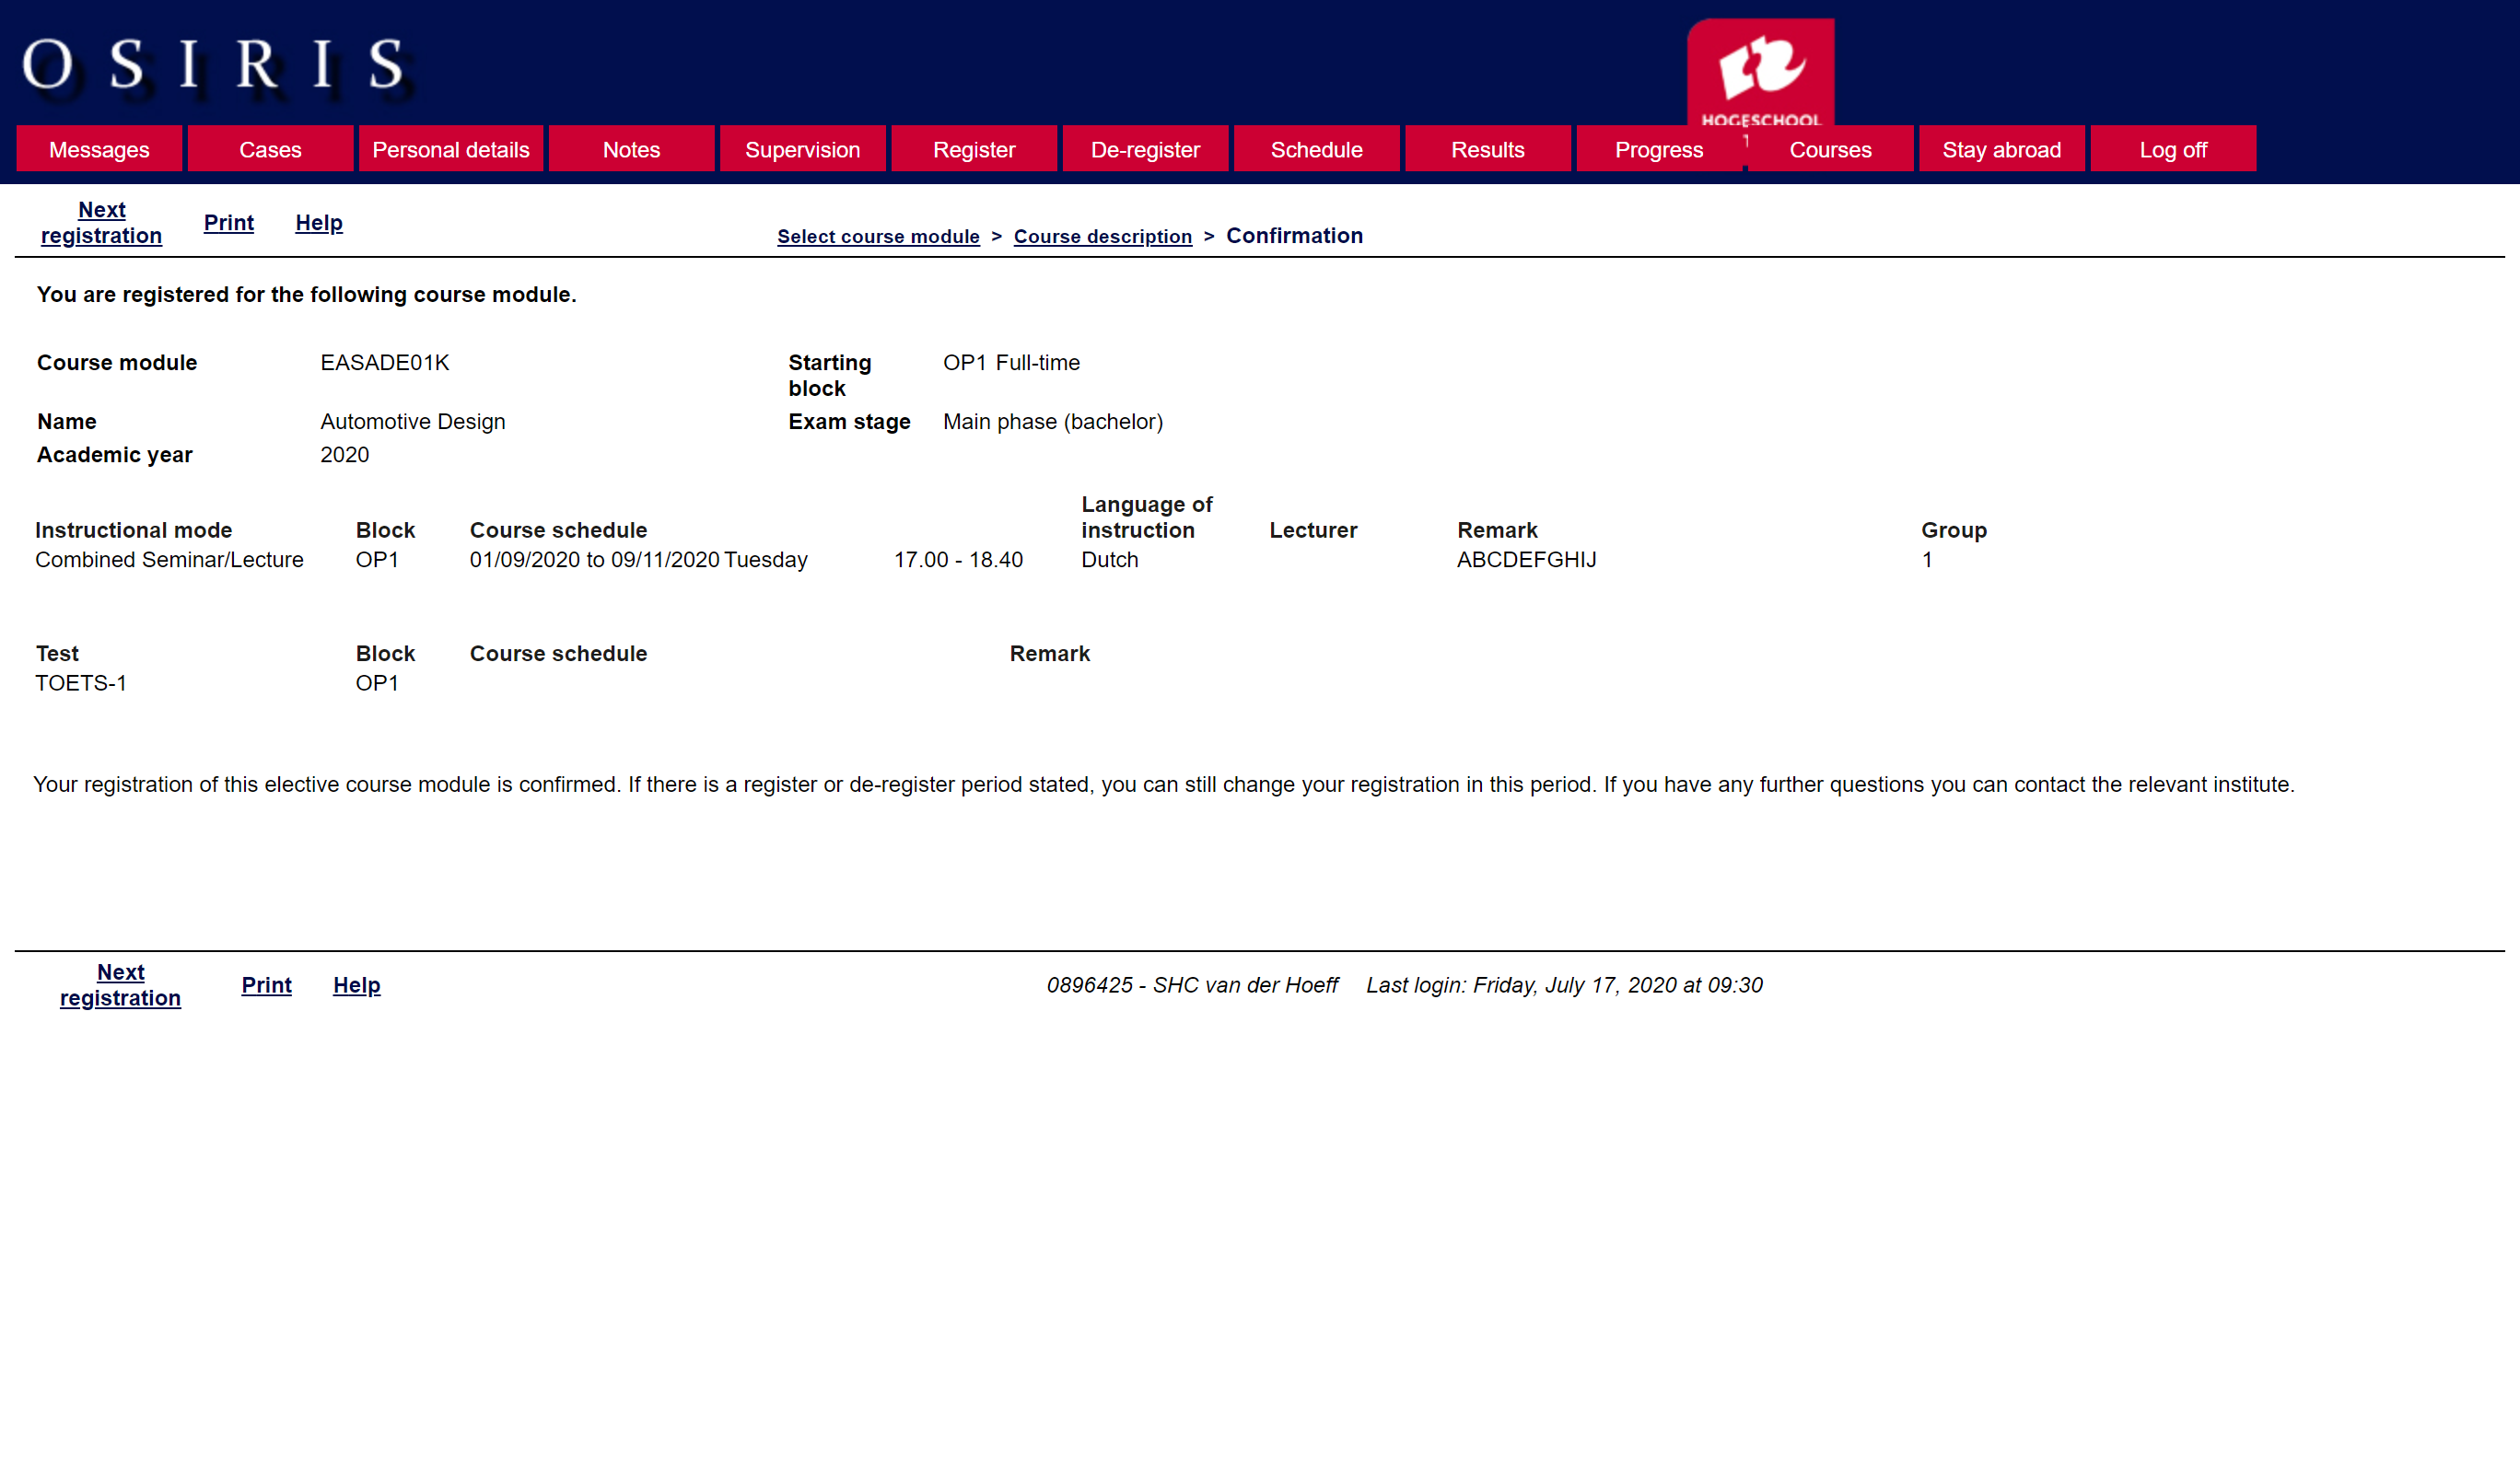 OSIRIS
HOGESCHOOL
Messages Cases Personal details Notes Supervision Register De-register Schedule Results Progress Courses Stay abroad Log off
Next registration Print Help Select course module > Course description > Confirmation
You are registered for the following course module.
Course module EASADE01K Starting block OP1 Full-time
Name Automotive Design Exam stage Main phase (bachelor)
Academic year 2020
Instructional mode Block Course schedule Language of instruction Lecturer Remark Group
Combined Seminar/Lecture OP1 01/09/2020 to 09/11/2020 Tuesday 17.00 - 18.40 Dutch ABCDEFGHIJ 1
Test Block Course schedule Remark
TOETS-1 OP1
Your registration of this elective course module is confirmed. If there is a register or de-register period stated, you can still change your registration in this period. If you have any further questions you can contact the relevant institute.
Next registration Print Help 0896425 - SHC van der Hoeff Last login: Friday, July 17, 2020 at 09:30